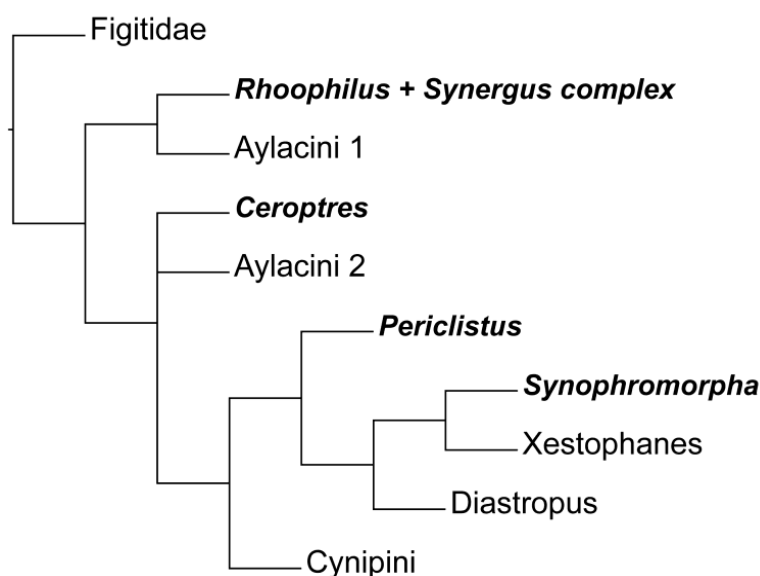 Figitidae
Rhoophilus + Synergus complex
Aylacini 1
Ceroptres
Aylacini 2
Periclistus
Synophromorpha
Xestophanes
Diastropus
Cynipini